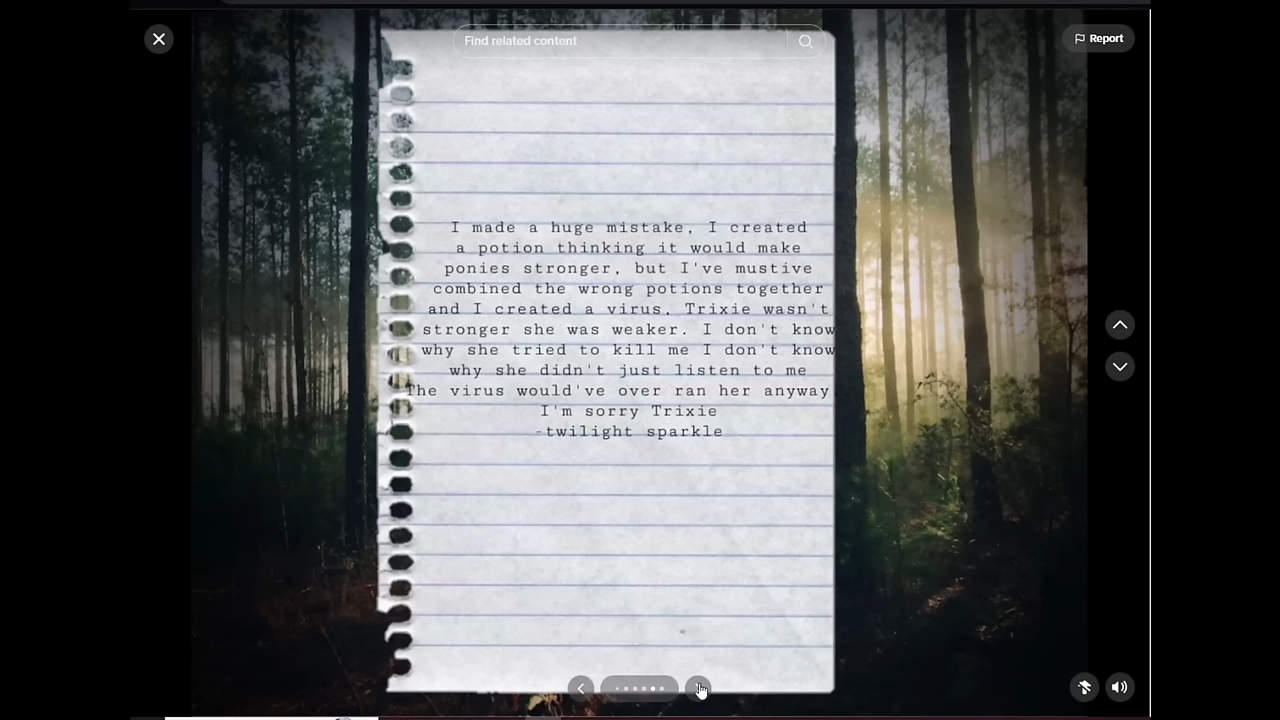 Find related content
Report
I made a huge mistake, I created
a potion thinking it would make
ponies stronger, but I've mustive
combined the wrong potions together
and I created a virus, Trixie wasn't
stronger she was weaker. I don't know
why she tried to kill me I don't know
why she didn't just listen to me
The virus would've over ran her anyway
I'm sorry Trixie
-twilight sparkle